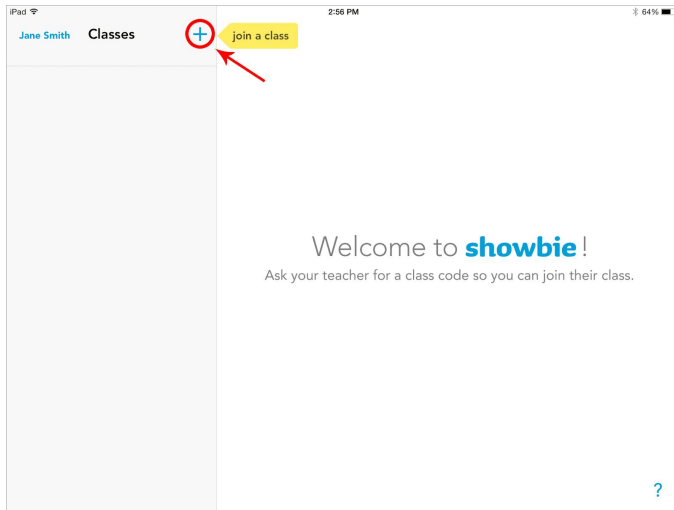 iPad 2:56 PM 64%
Jane Smith Classes + join a class
Welcome to showbie!
Ask your teacher for a class code so you can join their class.
?